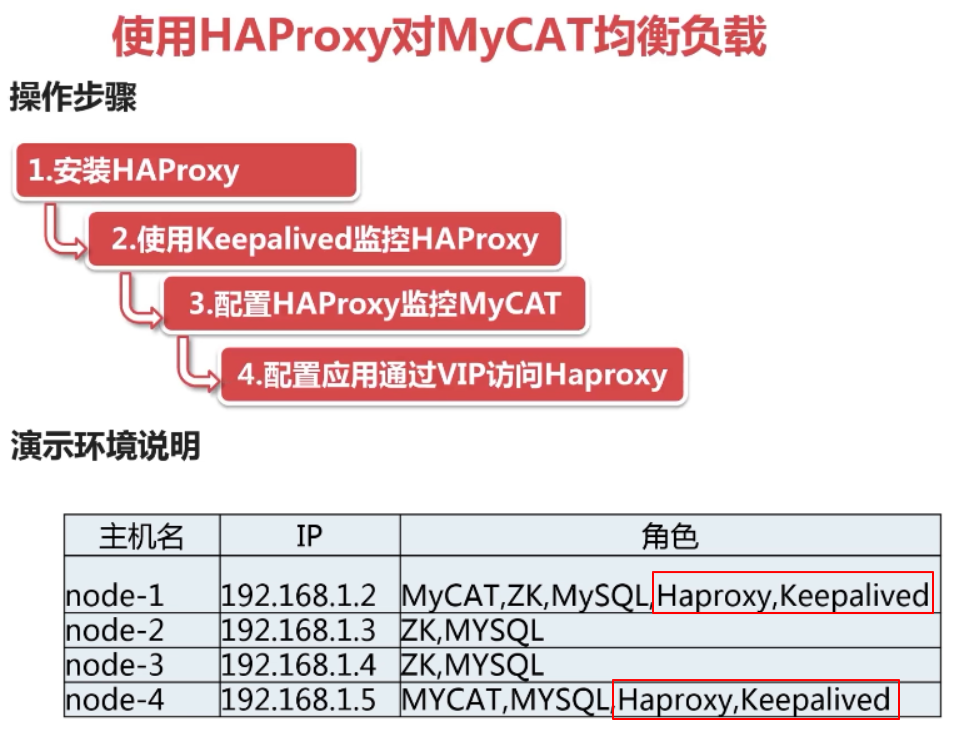 使用HAProxy对MyCAT均衡负载
操作步骤
1.安装HAProxy
2.使用Keepalived监控HAProxy
3.配置HAProxy监控MyCAT
4.配置应用通过VIP访问Haproxy
演示环境说明
主机名 IP 角色
node-1 192.168.1.2 MyCAT,ZK,MySQL,Haproxy,Keepalived
node-2 192.168.1.3 ZK,MYSQL
node-3 192.168.1.4 ZK,MYSQL
node-4 192.168.1.5 MYCAT,MYSQL,Haproxy,Keepalived